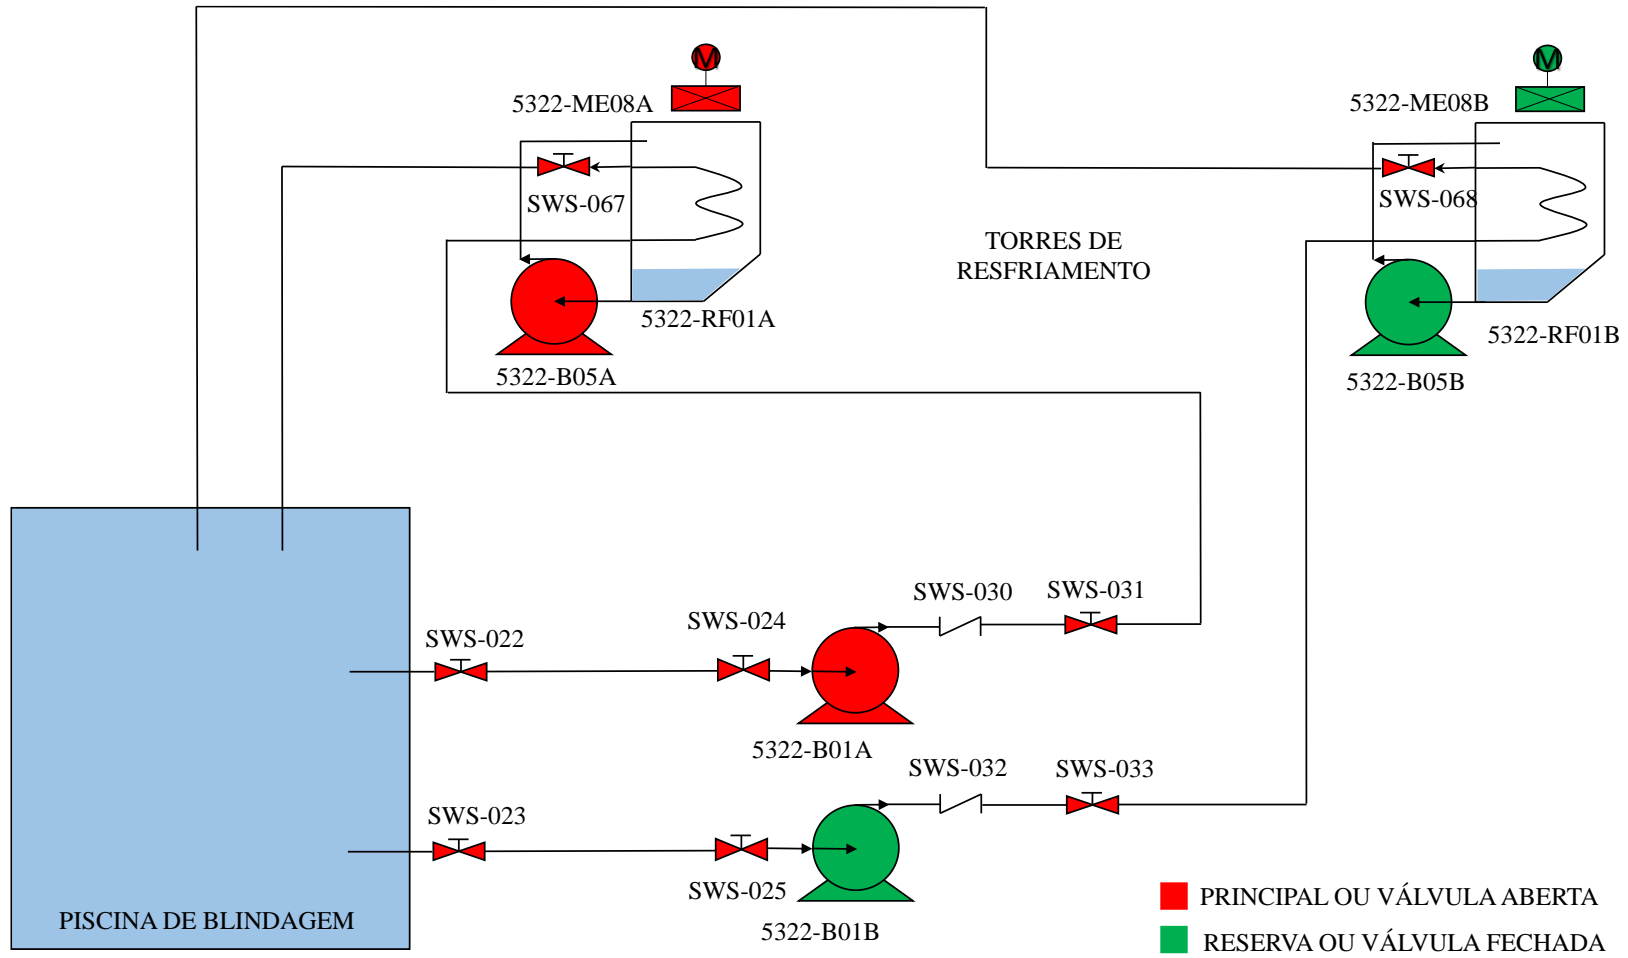 M
M
5322-ME08A
5322-ME08B
SWS-067
SWS-068
TORRES DE
RESFRIAMENTO
5322-RF01A
5322-RF01B
5322-B05A
5322-B05B
SWS-030
SWS-031
SWS-024
SWS-022
5322-B01A
SWS-032
SWS-033
SWS-023
SWS-025
5322-B01B
PISCINA DE BLINDAGEM
PRINCIPAL OU VÁLVULA ABERTA
RESERVA OU VÁLVULA FECHADA